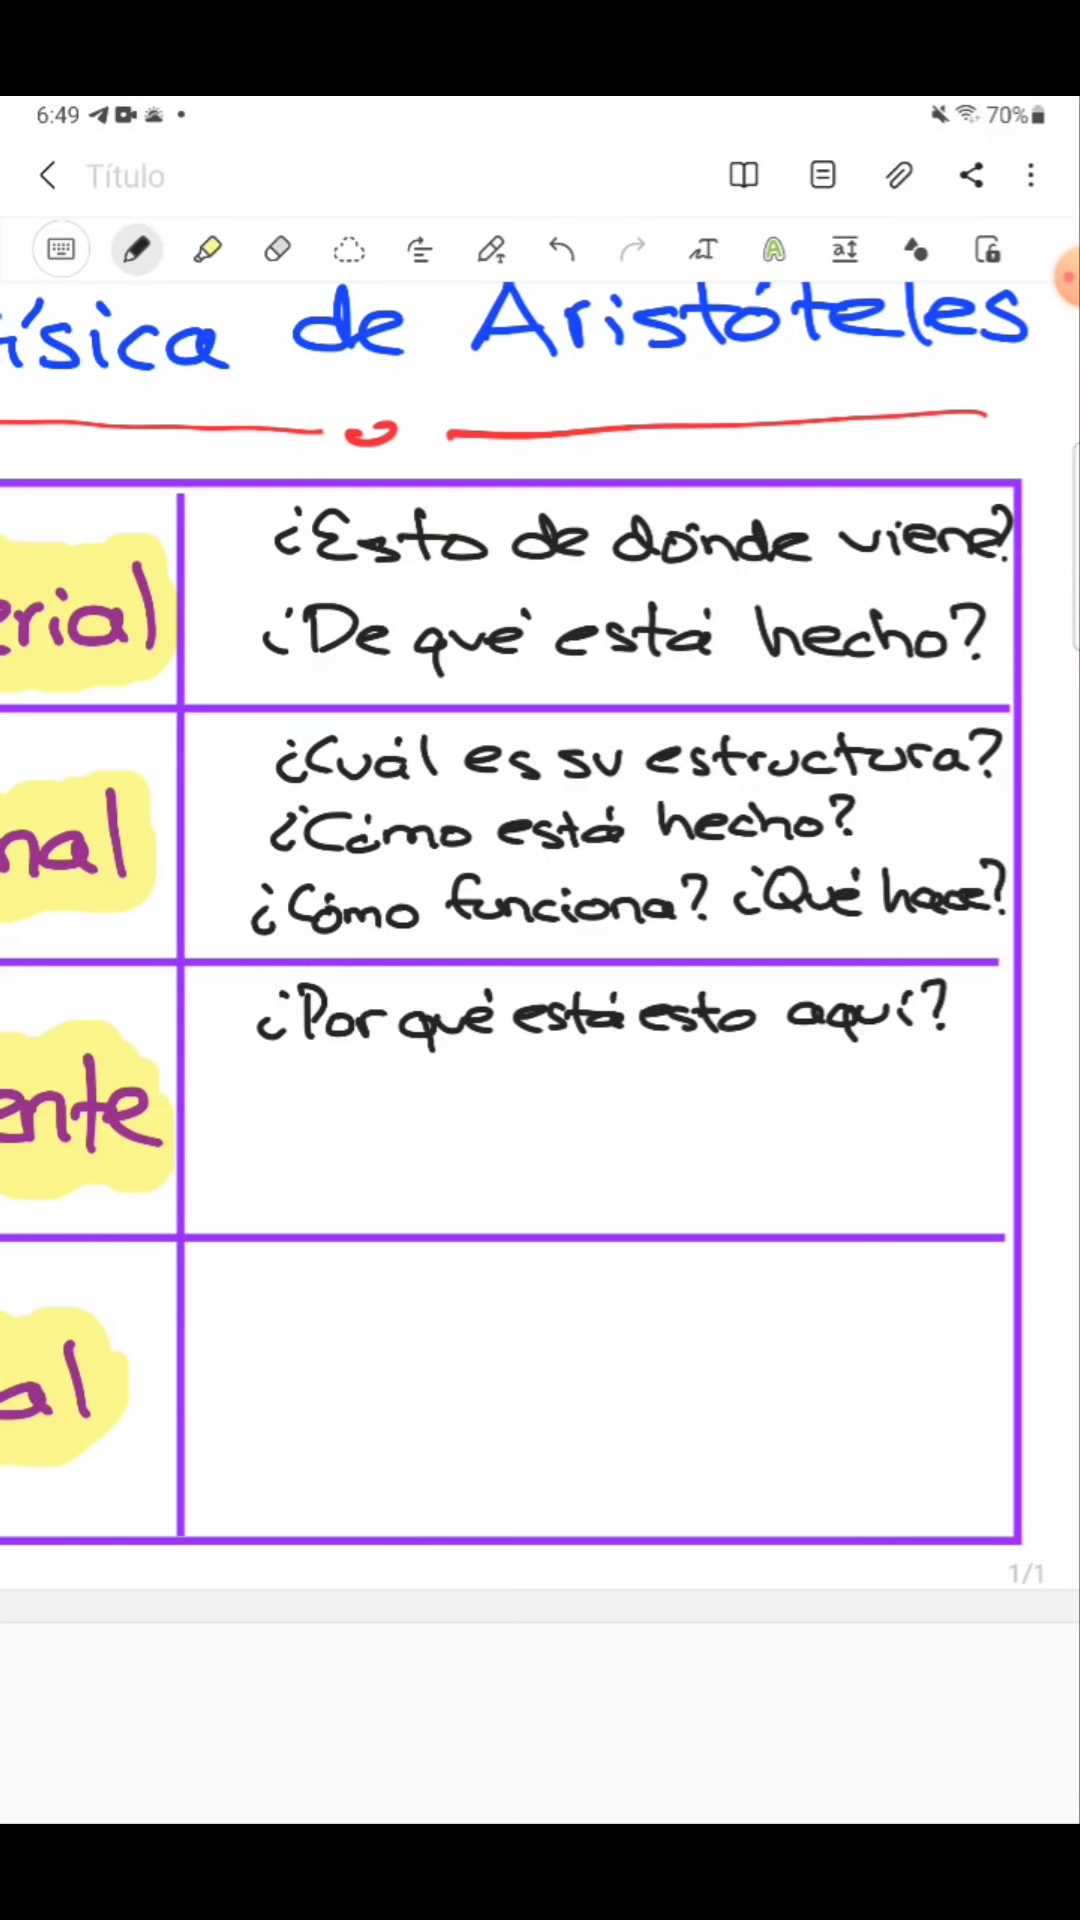 6:49 70%
Título
ísica de Aristóteles
¿Esto de dónde viene?
erial
¿De qué está hecho?
¿Cuál es su estructura?
nal
¿Cómo está hecho?
¿Cómo funciona? ¿Qué hace?
¿Por qué está esto aquí?
ente
al
1/1